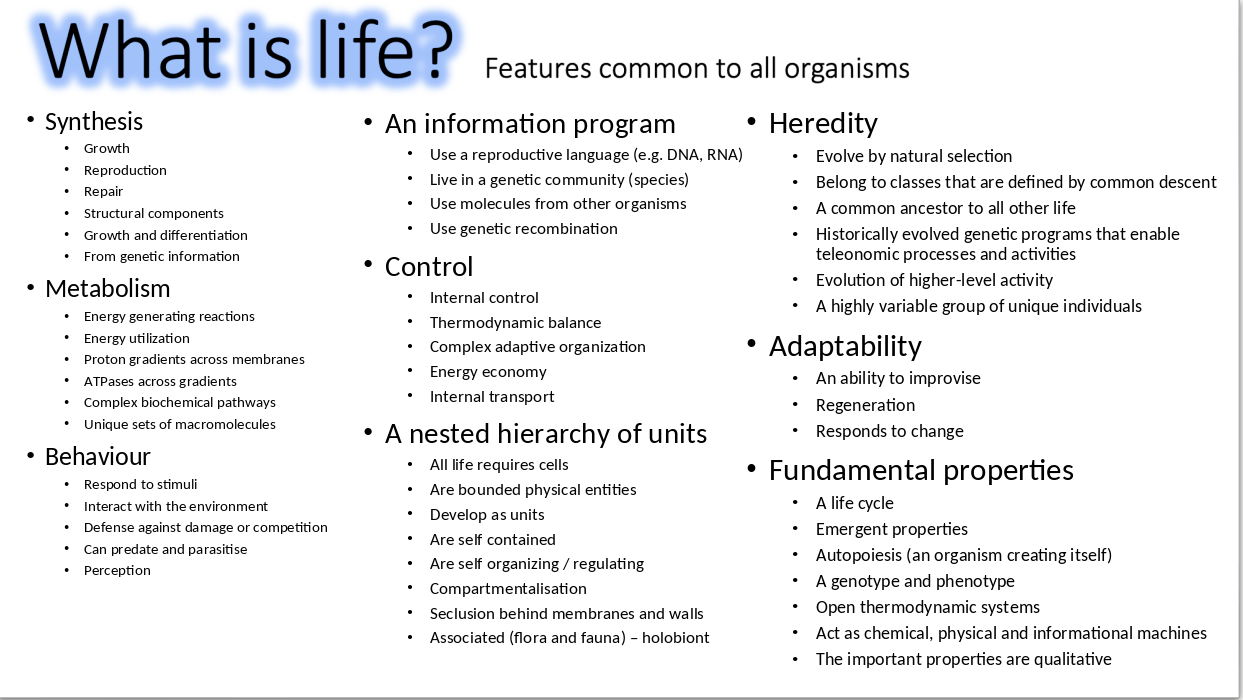 What is life? Features common to all organisms
• Synthesis
• Growth
• Reproduction
• Repair
• Structural components
• Growth and differentiation
• From genetic information
• Metabolism
• Energy generating reactions
• Energy utilization
• Proton gradients across membranes
• ATPases across gradients
• Complex biochemical pathways
• Unique sets of macromolecules
• Behaviour
• Respond to stimuli
• Interact with the environment
• Defense against damage or competition
• Can predate and parasitise
• Perception
• An information program
• Use a reproductive language (e.g. DNA, RNA)
• Live in a genetic community (species)
• Use molecules from other organisms
• Use genetic recombination
• Control
• Internal control
• Thermodynamic balance
• Complex adaptive organization
• Energy economy
• Internal transport
• A nested hierarchy of units
• All life requires cells
• Are bounded physical entities
• Develop as units
• Are self contained
• Are self organizing / regulating
• Compartmentalisation
• Seclusion behind membranes and walls
• Associated (flora and fauna) – holobiont
• Heredity
• Evolve by natural selection
• Belong to classes that are defined by common descent
• A common ancestor to all other life
• Historically evolved genetic programs that enable
teleonomic processes and activities
• Evolution of higher-level activity
• A highly variable group of unique individuals
• Adaptability
• An ability to improvise
• Regeneration
• Responds to change
• Fundamental properties
• A life cycle
• Emergent properties
• Autopoiesis (an organism creating itself)
• A genotype and phenotype
• Open thermodynamic systems
• Act as chemical, physical and informational machines
• The important properties are qualitative